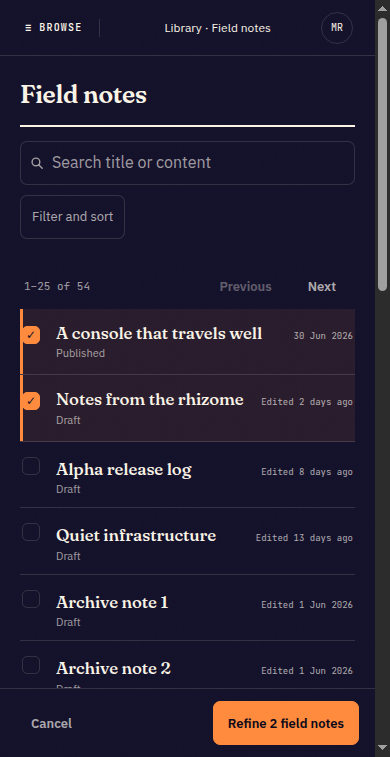 ≡ BROWSE
Library · Field notes
MR
Field notes
Search title or content
Filter and sort
1–25 of 54
Previous
Next
A console that travels well
30 Jun 2026
Published
Notes from the rhizome
Edited 2 days ago
Draft
Alpha release log
Edited 8 days ago
Draft
Quiet infrastructure
Edited 13 days ago
Draft
Archive note 1
Edited 1 Jun 2026
Draft
Archive note 2
Edited 1 Jun 2026
Draft
Cancel
Refine 2 field notes